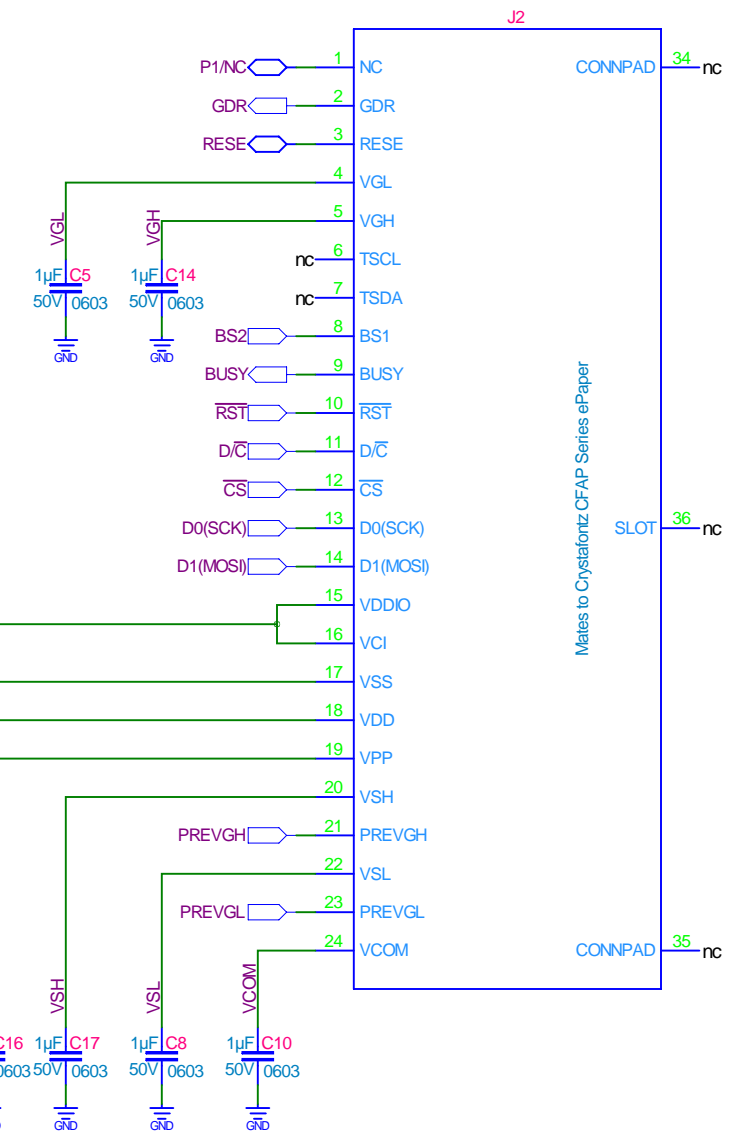 J2
P1/NC 1 NC CONNPAD 34 nc
GDR 2 GDR
RESE 3 RESE
4 VGL
VGL
5 VGH
VGH
nc 6 TSCL
1µF C5
50V 0603
GND
1µF C14
50V 0603
GND
nc 7 TSDA
BS2 8 BS1
BUSY 9 BUSY
R̅S̅T̅ 10 R̅S̅T̅
D/C̅ 11 D/C̅
C̅S̅ 12 C̅S̅
D0(SCK) 13 D0(SCK) SLOT 36 nc
D1(MOSI) 14 D1(MOSI)
Mates to Crystafontz CFAP Series ePaper
15 VDDIO
16 VCI
17 VSS
18 VDD
19 VPP
20 VSH
PREVGH 21 PREVGH
22 VSL
PREVGL 23 PREVGL
24 VCOM CONNPAD 35 nc
VSH
VSL
VCOM
C16
0603
1µF C17
50V 0603
GND
1µF C8
50V 0603
GND
1µF C10
50V 0603
GND